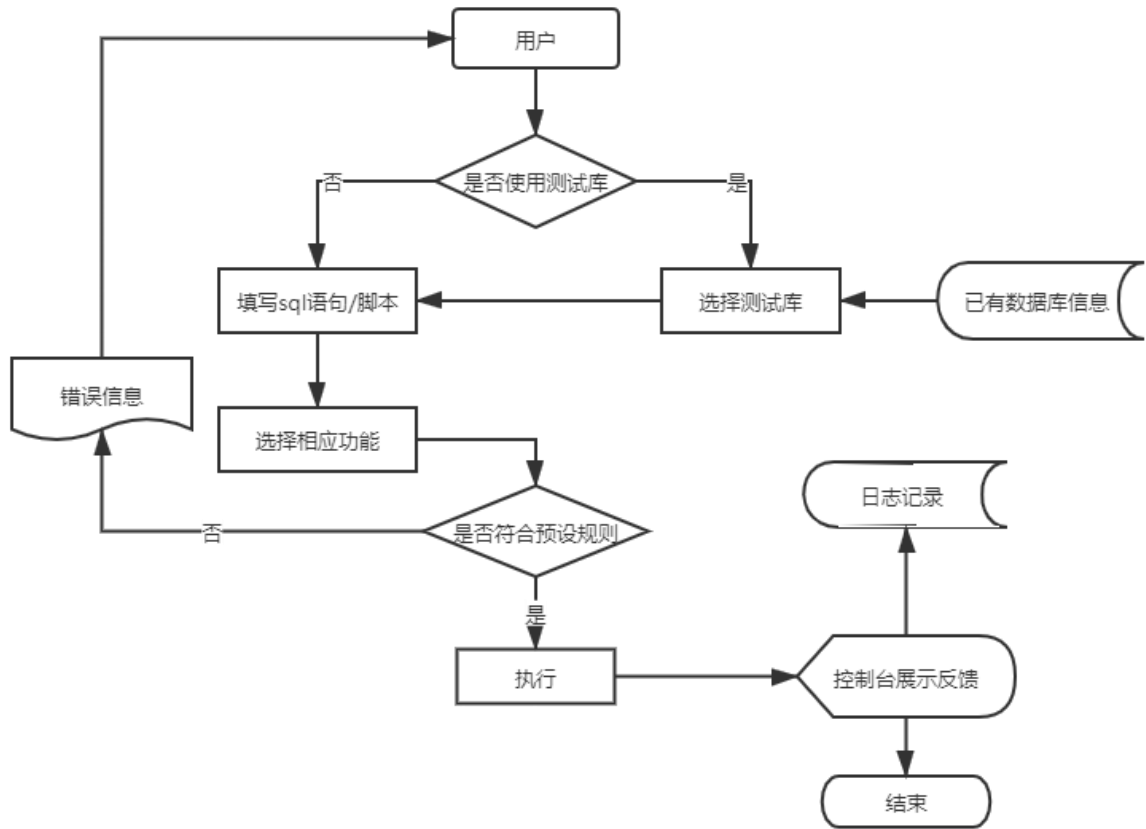 用户
是否使用测试库
否
是
填写sql语句/脚本
选择测试库
已有数据库信息
错误信息
选择相应功能
日志记录
是否符合预设规则
否
是
执行
控制台展示反馈
结束